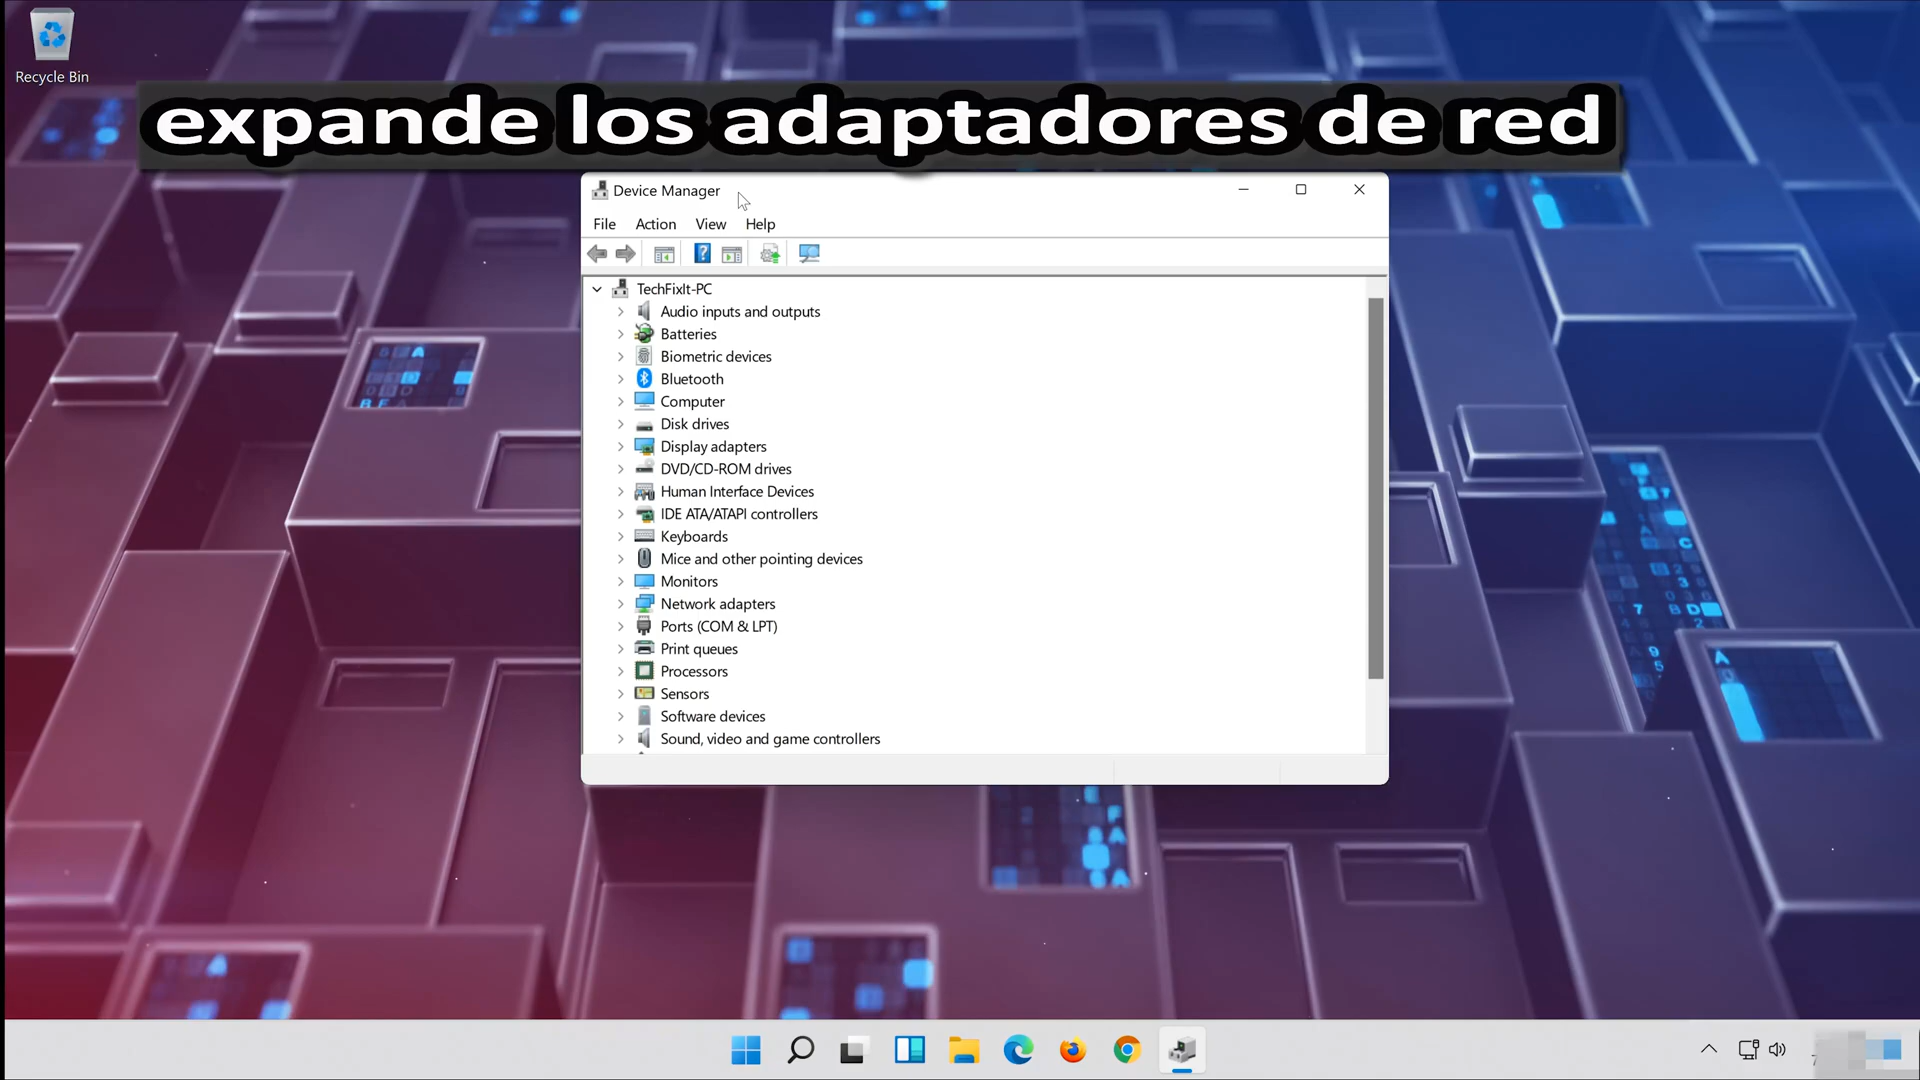 Recycle Bin
expande los adaptadores de red
Device Manager
File Action View Help
TechFixIt-PC
Audio inputs and outputs
Batteries
Biometric devices
Bluetooth
Computer
Disk drives
Display adapters
DVD/CD-ROM drives
Human Interface Devices
IDE ATA/ATAPI controllers
Keyboards
Mice and other pointing devices
Monitors
Network adapters
Ports (COM & LPT)
Print queues
Processors
Sensors
Software devices
Sound, video and game controllers